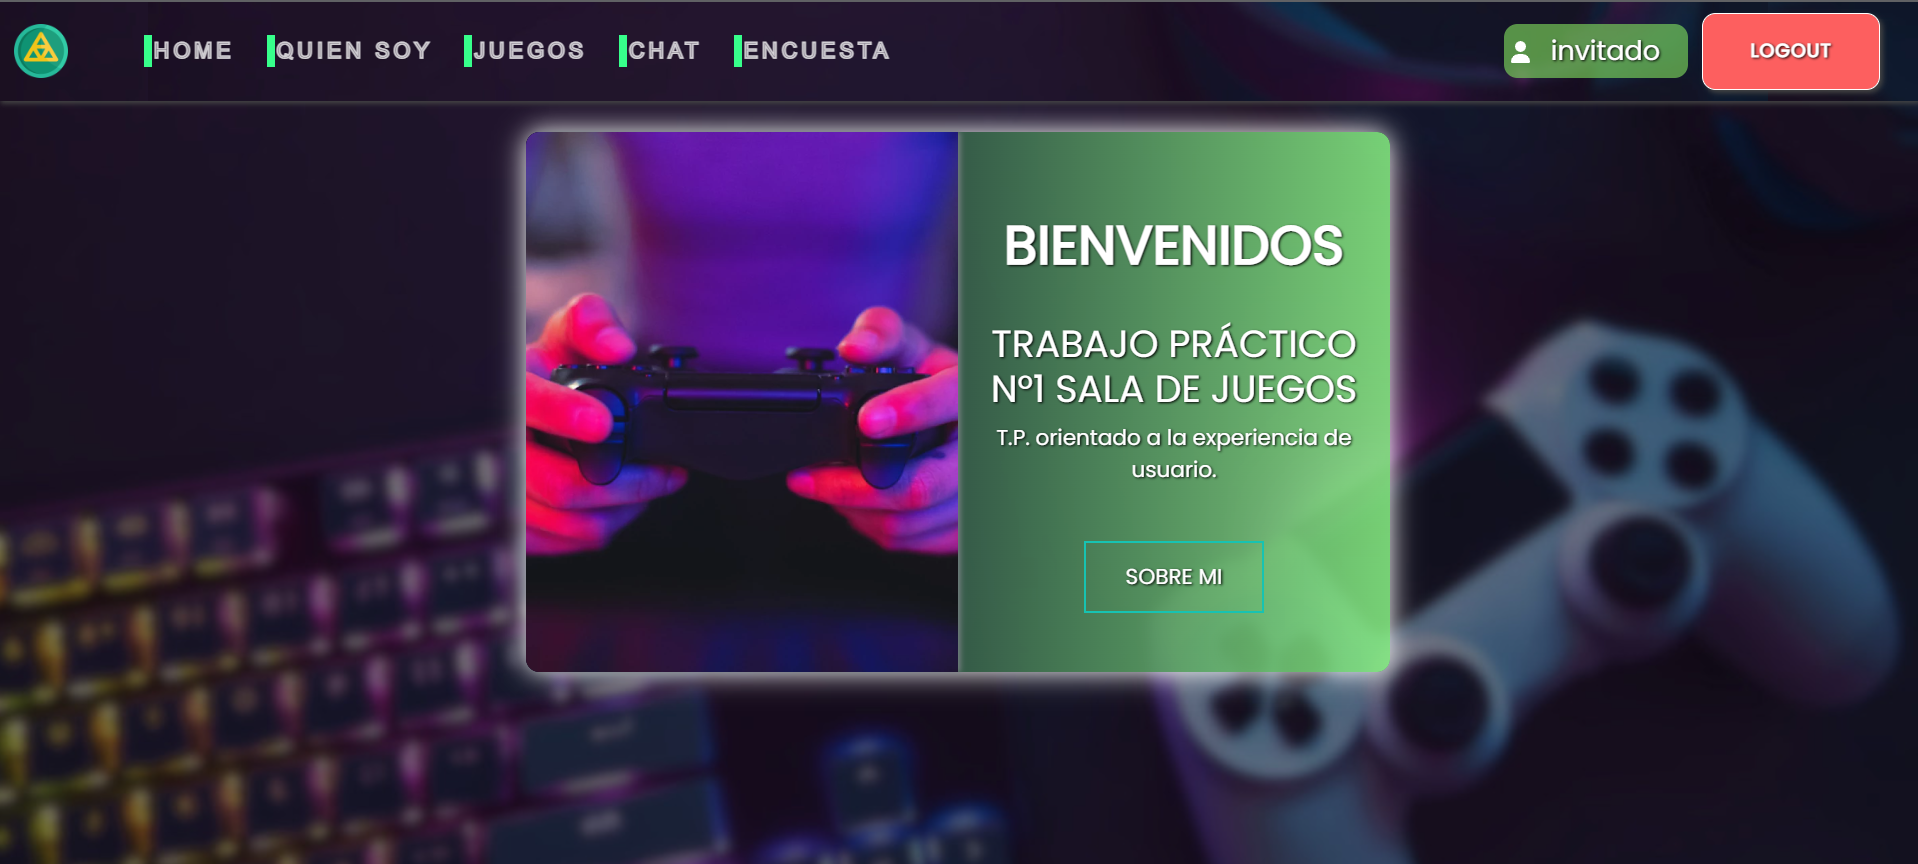 HOME QUIEN SOY JUEGOS CHAT ENCUESTA invitado LOGOUT
BIENVENIDOS
TRABAJO PRÁCTICO
Nº1 SALA DE JUEGOS
T.P. orientado a la experiencia de
usuario.
SOBRE MI